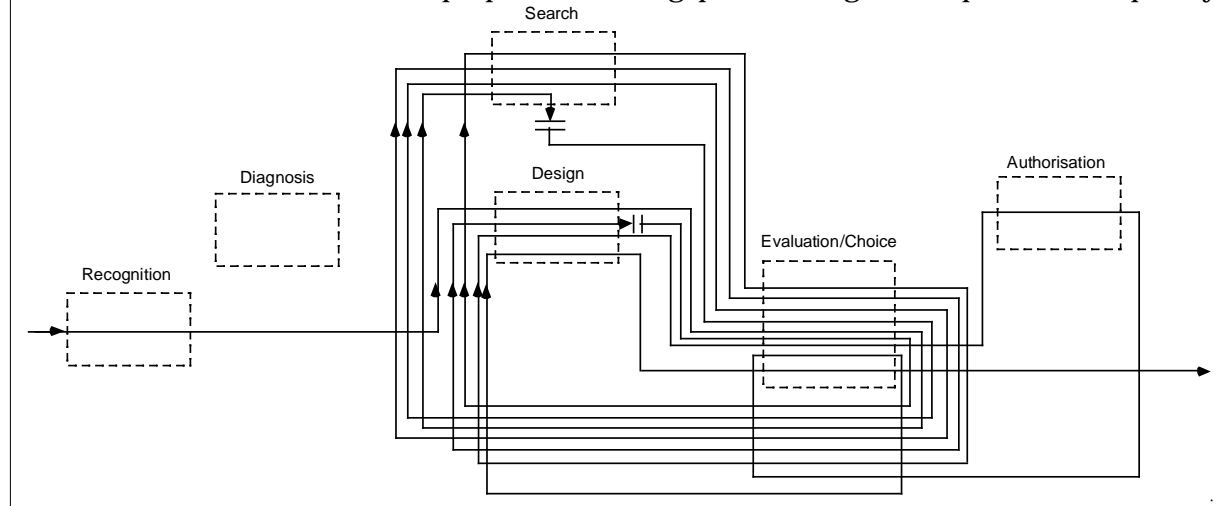 Search
Design
Authorisation
Diagnosis
Evaluation/Choice
Recognition